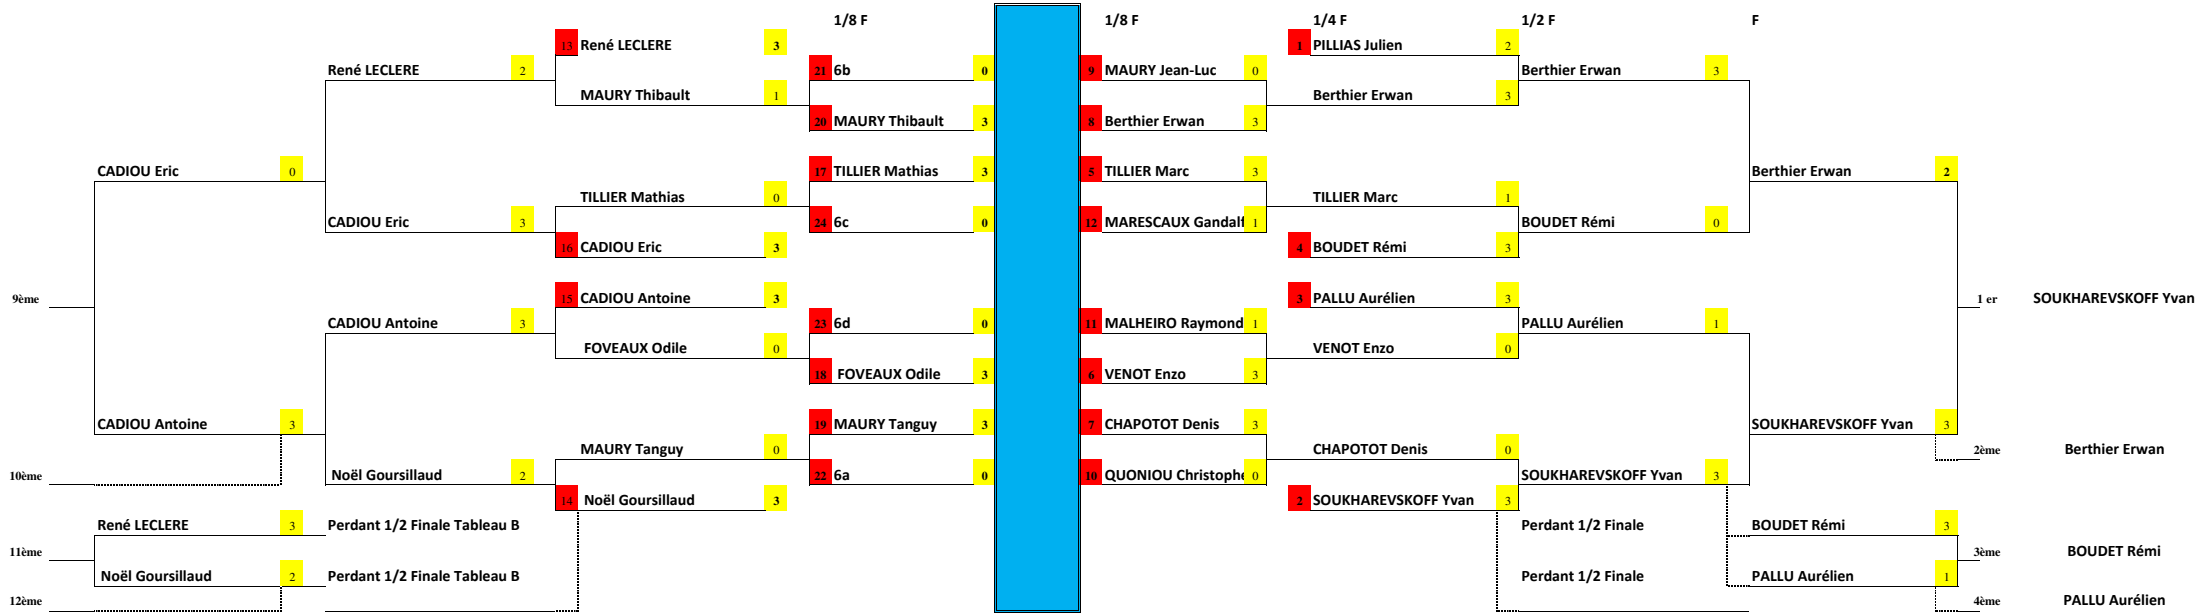 1/8 F 1/8 F 1/4 F 1/2 F F
13 René LECLERE 3 1 PILLIAS Julien 2
René LECLERE 2 21 6b 0 9 MAURY Jean-Luc 0 Berthier Erwan 3
MAURY Thibault 1 Berthier Erwan 3
20 MAURY Thibault 3 8 Berthier Erwan 3
CADIOU Eric 0 17 TILLIER Mathias 3 5 TILLIER Marc 3 Berthier Erwan 2
TILLIER Mathias 0 TILLIER Marc 1
CADIOU Eric 3 24 6c 0 12 MARESCAUX Gandalf 1 BOUDET Rémi 0
16 CADIOU Eric 3 4 BOUDET Rémi 3
9ème 15 CADIOU Antoine 3 3 PALLU Aurélien 3 1 er SOUKHAREVSKOFF Yvan
CADIOU Antoine 3 23 6d 0 11 MALHEIRO Raymond 1 PALLU Aurélien 1
FOVEAUX Odile 0 VENOT Enzo 0
18 FOVEAUX Odile 3 6 VENOT Enzo 3
CADIOU Antoine 3 19 MAURY Tanguy 3 7 CHAPOTOT Denis 3 SOUKHAREVSKOFF Yvan 3
MAURY Tanguy 0 CHAPOTOT Denis 0 2ème Berthier Erwan
10ème Noël Goursillaud 2 22 6a 0 10 QUONIOU Christophe 0 SOUKHAREVSKOFF Yvan 3
14 Noël Goursillaud 3 2 SOUKHAREVSKOFF Yvan 3
René LECLERE 3 Perdant 1/2 Finale Tableau B Perdant 1/2 Finale BOUDET Rémi 3
11ème 3ème BOUDET Rémi
Noël Goursillaud 2 Perdant 1/2 Finale Tableau B Perdant 1/2 Finale PALLU Aurélien 1
12ème 4ème PALLU Aurélien